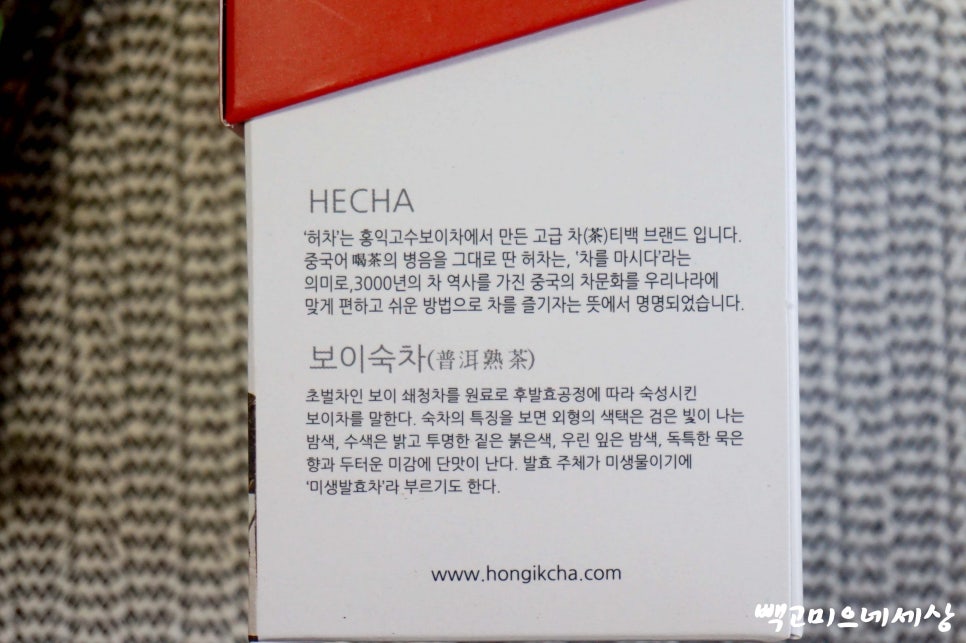 HECHA
'허차'는 홍익고수보이차에서 만든 고급 차(茶)티백 브랜드 입니다.
중국어 喝茶의 병음을 그대로 딴 허차는, '차를 마시다'라는
의미로,3000년의 차 역사를 가진 중국의 차문화를 우리나라에
맞게 편하고 쉬운 방법으로 차를 즐기자는 뜻에서 명명되었습니다.
보이숙차(普洱熟茶)
초벌차인 보이 쇄청차를 원료로 후발효공정에 따라 숙성시킨
보이차를 말한다. 숙차의 특징을 보면 외형의 색택은 검은 빛이 나는
밤색, 수색은 밝고 투명한 짙은 붉은색, 우린 잎은 밤색, 독특한 묵은
향과 두터운 미감에 단맛이 난다. 발효 주체가 미생물이기에
'미생발효차'라 부르기도 한다.
www.hongikcha.com
빽고미으네세상